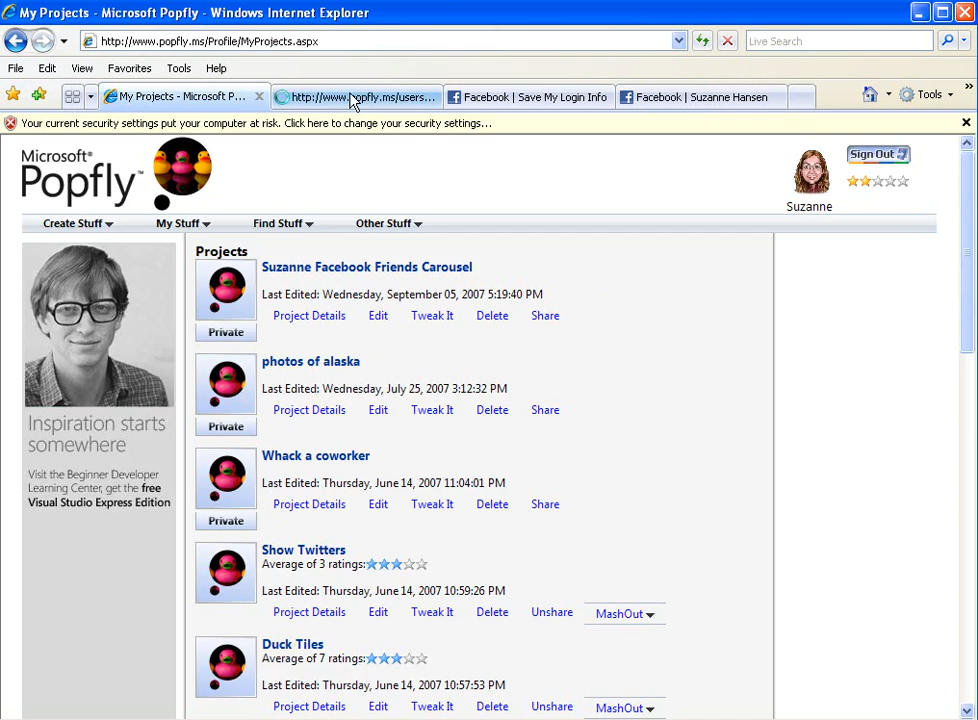 My Projects - Microsoft Popfly - Windows Internet Explorer
http://www.popfly.ms/Profile/MyProjects.aspx
Live Search
File Edit View Favorites Tools Help
My Projects - Microsoft P...
http://www.popfly.ms/users...
Facebook | Save My Login Info
Facebook | Suzanne Hansen
Tools
Your current security settings put your computer at risk. Click here to change your security settings...
Microsoft®
Popfly™
Sign Out
Suzanne
Create Stuff My Stuff Find Stuff Other Stuff
Inspiration starts
somewhere
Visit the Beginner Developer
Learning Center, get the free
Visual Studio Express Edition
Projects
Suzanne Facebook Friends Carousel
Last Edited: Wednesday, September 05, 2007 5:19:40 PM
Project Details Edit Tweak It Delete Share
Private
photos of alaska
Last Edited: Wednesday, July 25, 2007 3:12:32 PM
Project Details Edit Tweak It Delete Share
Private
Whack a coworker
Last Edited: Thursday, June 14, 2007 11:04:01 PM
Project Details Edit Tweak It Delete Share
Private
Show Twitters
Average of 3 ratings:
Last Edited: Thursday, June 14, 2007 10:59:26 PM
Project Details Edit Tweak It Delete Unshare MashOut
Duck Tiles
Average of 7 ratings:
Last Edited: Thursday, June 14, 2007 10:57:53 PM
Project Details Edit Tweak It Delete Unshare MashOut